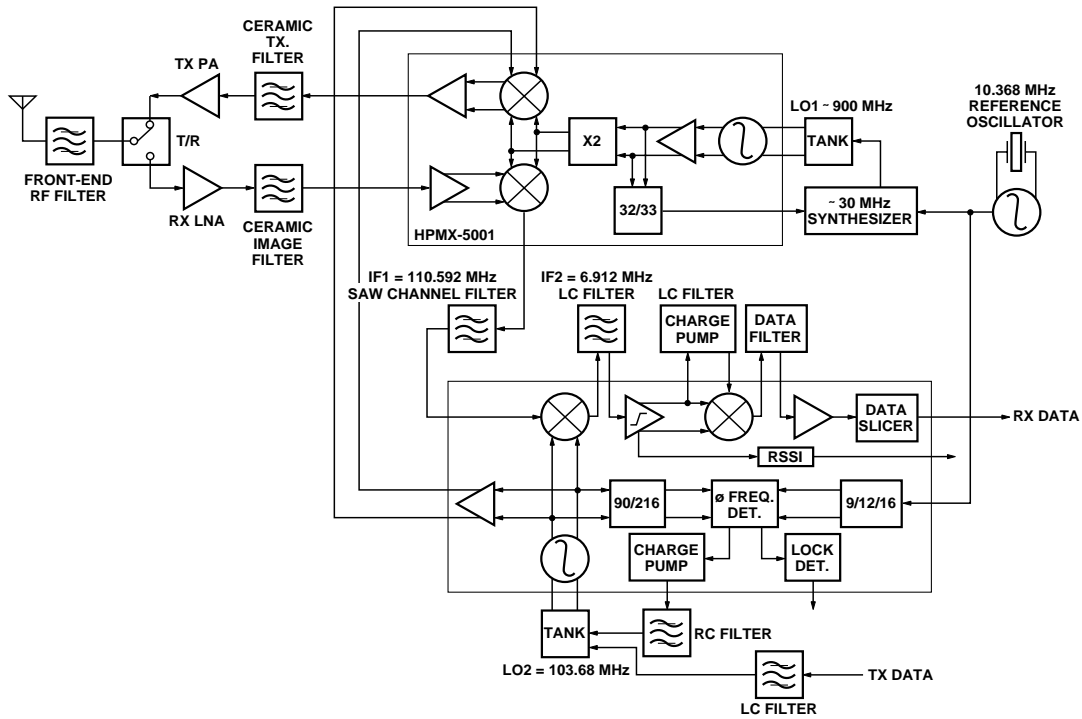 CERAMIC
TX.
FILTER
TX PA
LO1 ~ 900 MHz
10.368 MHz
REFERENCE
OSCILLATOR
T/R
X2
TANK
FRONT-END
RF FILTER
RX LNA
CERAMIC
IMAGE
FILTER
32/33
~ 30 MHz
SYNTHESIZER
HPMX-5001
IF1 = 110.592 MHz
SAW CHANNEL FILTER
IF2 = 6.912 MHz
LC FILTER
LC FILTER
CHARGE
PUMP
DATA
FILTER
DATA
SLICER
RX DATA
RSSI
90/216
ø FREQ.
DET.
9/12/16
CHARGE
PUMP
LOCK
DET.
TANK
RC FILTER
LO2 = 103.68 MHz
TX DATA
LC FILTER